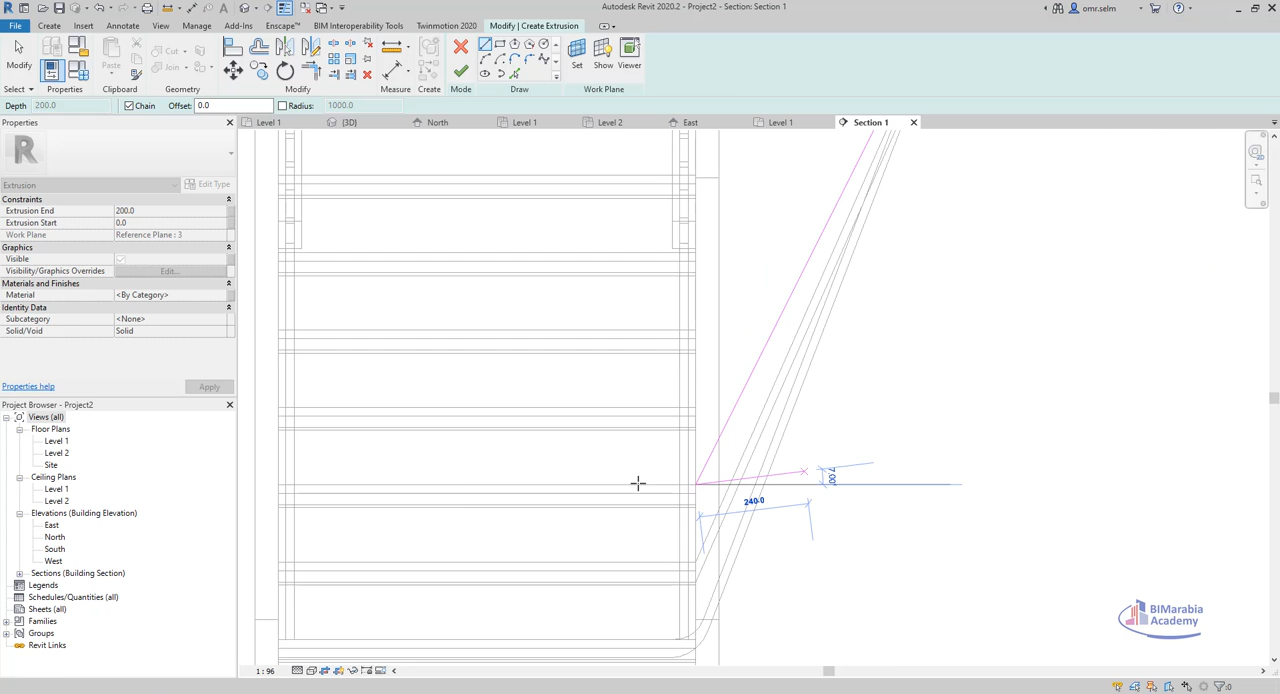 Autodesk Revit 2020.2 - Project2 - Section: Section 1
omr.selm
File Create Insert Annotate View Manage Add-Ins Enscape™ BIM Interoperability Tools Twinmotion 2020 Modify | Create Extrusion
Modify
Paste
Cut
Join
Set Show Viewer
Select Properties Clipboard Geometry Modify Measure Create Mode Draw Work Plane
Depth 200.0 Chain Offset: 0.0 Radius: 1000.0
Properties
Level 1 {3D} North Level 1 Level 2 East Level 1 Section 1
R
Extrusion Edit Type
Constraints
Extrusion End 200.0
Extrusion Start 0.0
Work Plane Reference Plane : 3
Graphics
Visible
Visibility/Graphics Overrides Edit...
Materials and Finishes
Material <By Category>
Identity Data
Subcategory <None>
Solid/Void Solid
Properties help Apply
Project Browser - Project2
Views (all)
Floor Plans
Level 1
Level 2
Site
Ceiling Plans
Level 1
Level 2
Elevations (Building Elevation)
East
North
South
West
Sections (Building Section)
Legends
Schedules/Quantities (all)
Sheets (all)
Families
Groups
Revit Links
240.0
BIMarabia
Academy
1 : 96
:0